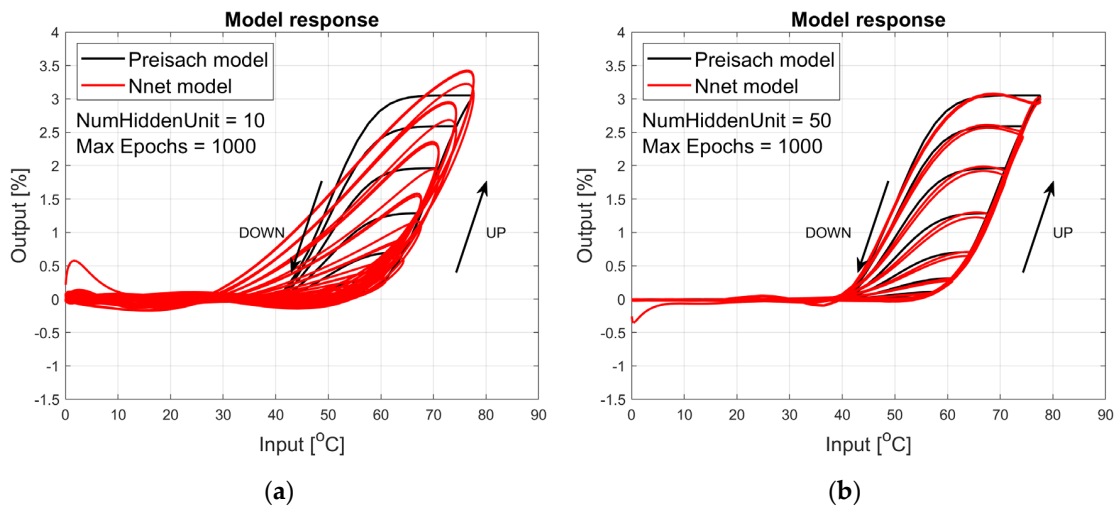 Model response
Preisach model
Nnet model
NumHiddenUnit = 10
Max Epochs = 1000
DOWN
UP
Output [%]
4
3.5
3
2.5
2
1.5
1
0.5
0
-0.5
-1
-1.5
0 10 20 30 40 50 60 70 80 90
Input [°C]
(a)
Model response
Preisach model
Nnet model
NumHiddenUnit = 50
Max Epochs = 1000
DOWN
UP
Output [%]
4
3.5
3
2.5
2
1.5
1
0.5
0
-0.5
-1
-1.5
0 10 20 30 40 50 60 70 80 90
Input [°C]
(b)